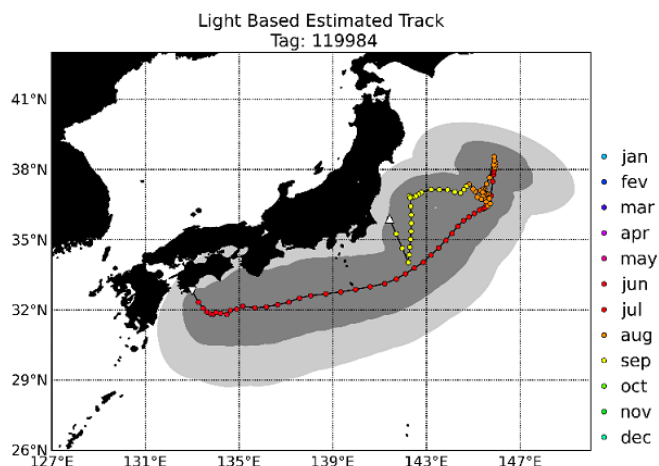 Light Based Estimated Track
Tag: 119984
41°N
38°N
35°N
32°N
29°N
26°N
127°E 131°E 135°E 139°E 143°E 147°E
jan
fev
mar
apr
may
jun
jul
aug
sep
oct
nov
dec